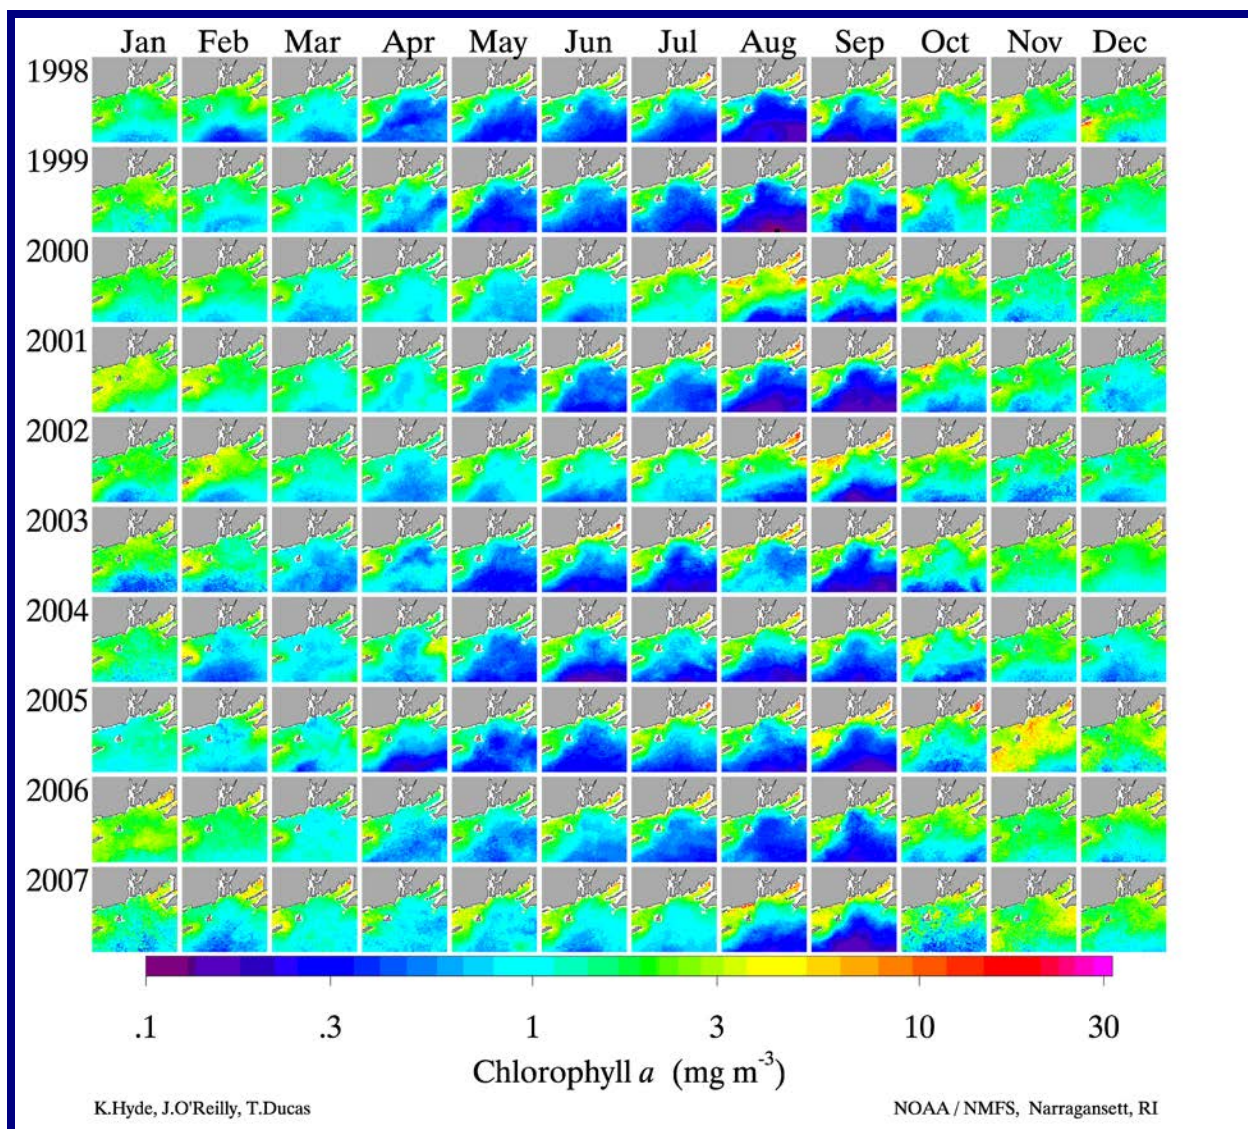 Jan Feb Mar Apr May Jun Jul Aug Sep Oct Nov Dec
1998
1999
2000
2001
2002
2003
2004
2005
2006
2007
.1 .3 1 3 10 30
Chlorophyll a (mg m⁻³)
K.Hyde, J.O'Reilly, T.Ducas NOAA / NMFS, Narragansett, RI